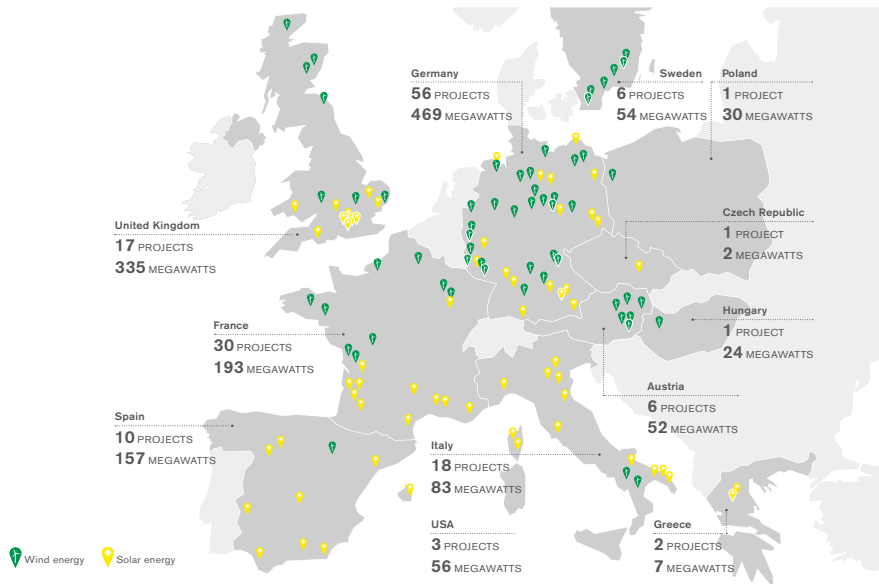 Germany
56 PROJECTS
469 MEGAWATTS
Sweden
6 PROJECTS
54 MEGAWATTS
Poland
1 PROJECT
30 MEGAWATTS
United Kingdom
17 PROJECTS
335 MEGAWATTS
Czech Republic
1 PROJECT
2 MEGAWATTS
France
30 PROJECTS
193 MEGAWATTS
Hungary
1 PROJECT
24 MEGAWATTS
Austria
6 PROJECTS
52 MEGAWATTS
Spain
10 PROJECTS
157 MEGAWATTS
Italy
18 PROJECTS
83 MEGAWATTS
USA
3 PROJECTS
56 MEGAWATTS
Greece
2 PROJECTS
7 MEGAWATTS
Wind energy
Solar energy